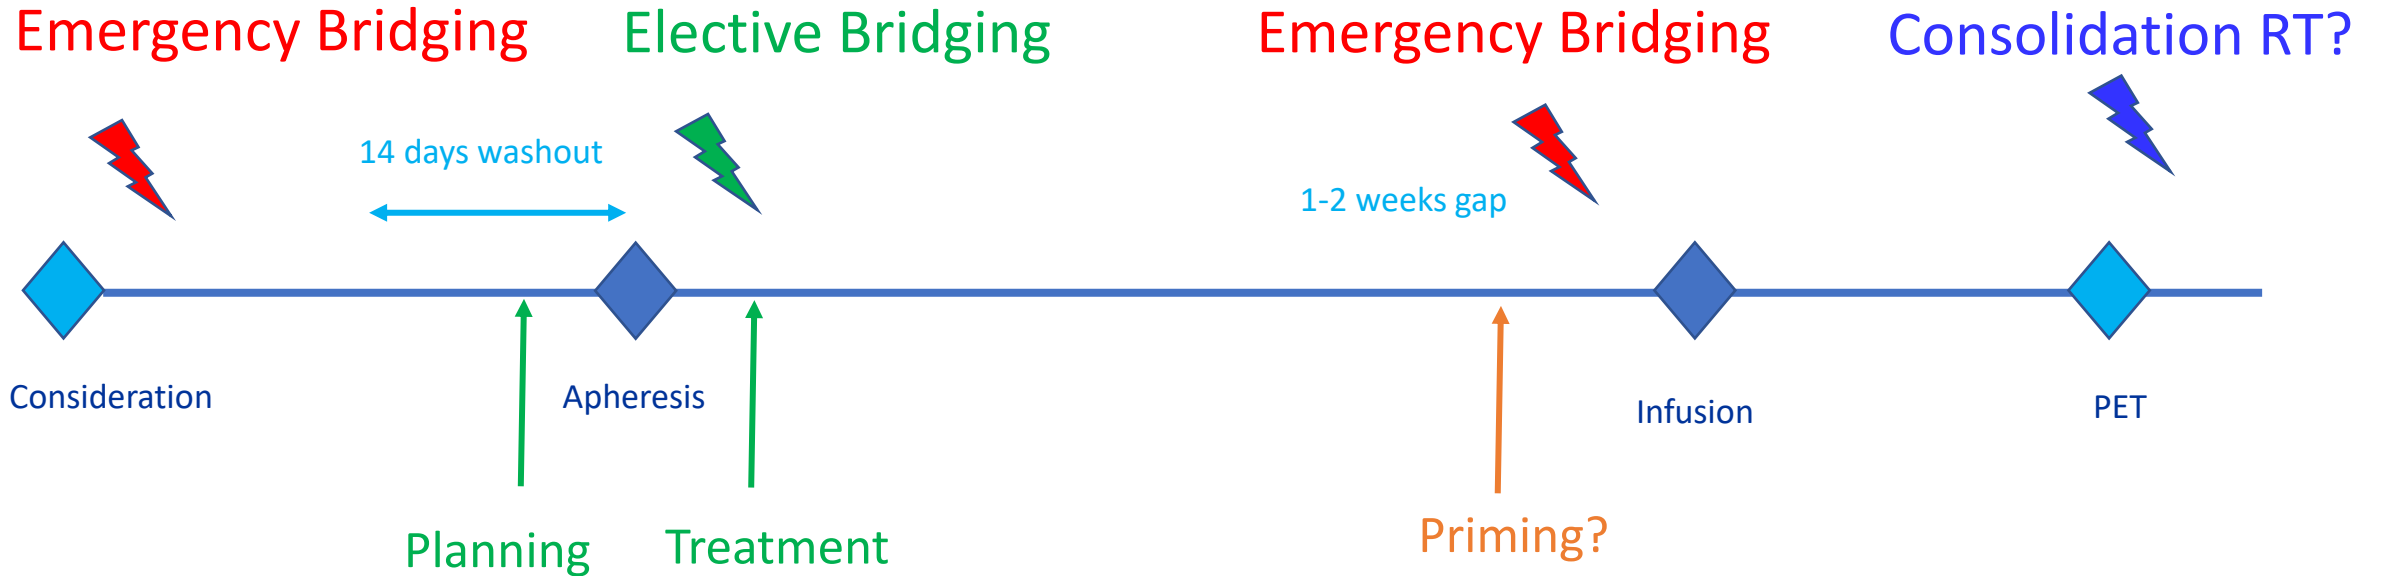 Emergency Bridging
Elective Bridging
Emergency Bridging
Consolidation RT?
14 days washout
1-2 weeks gap
Consideration
Apheresis
Infusion
PET
Planning
Treatment
Priming?